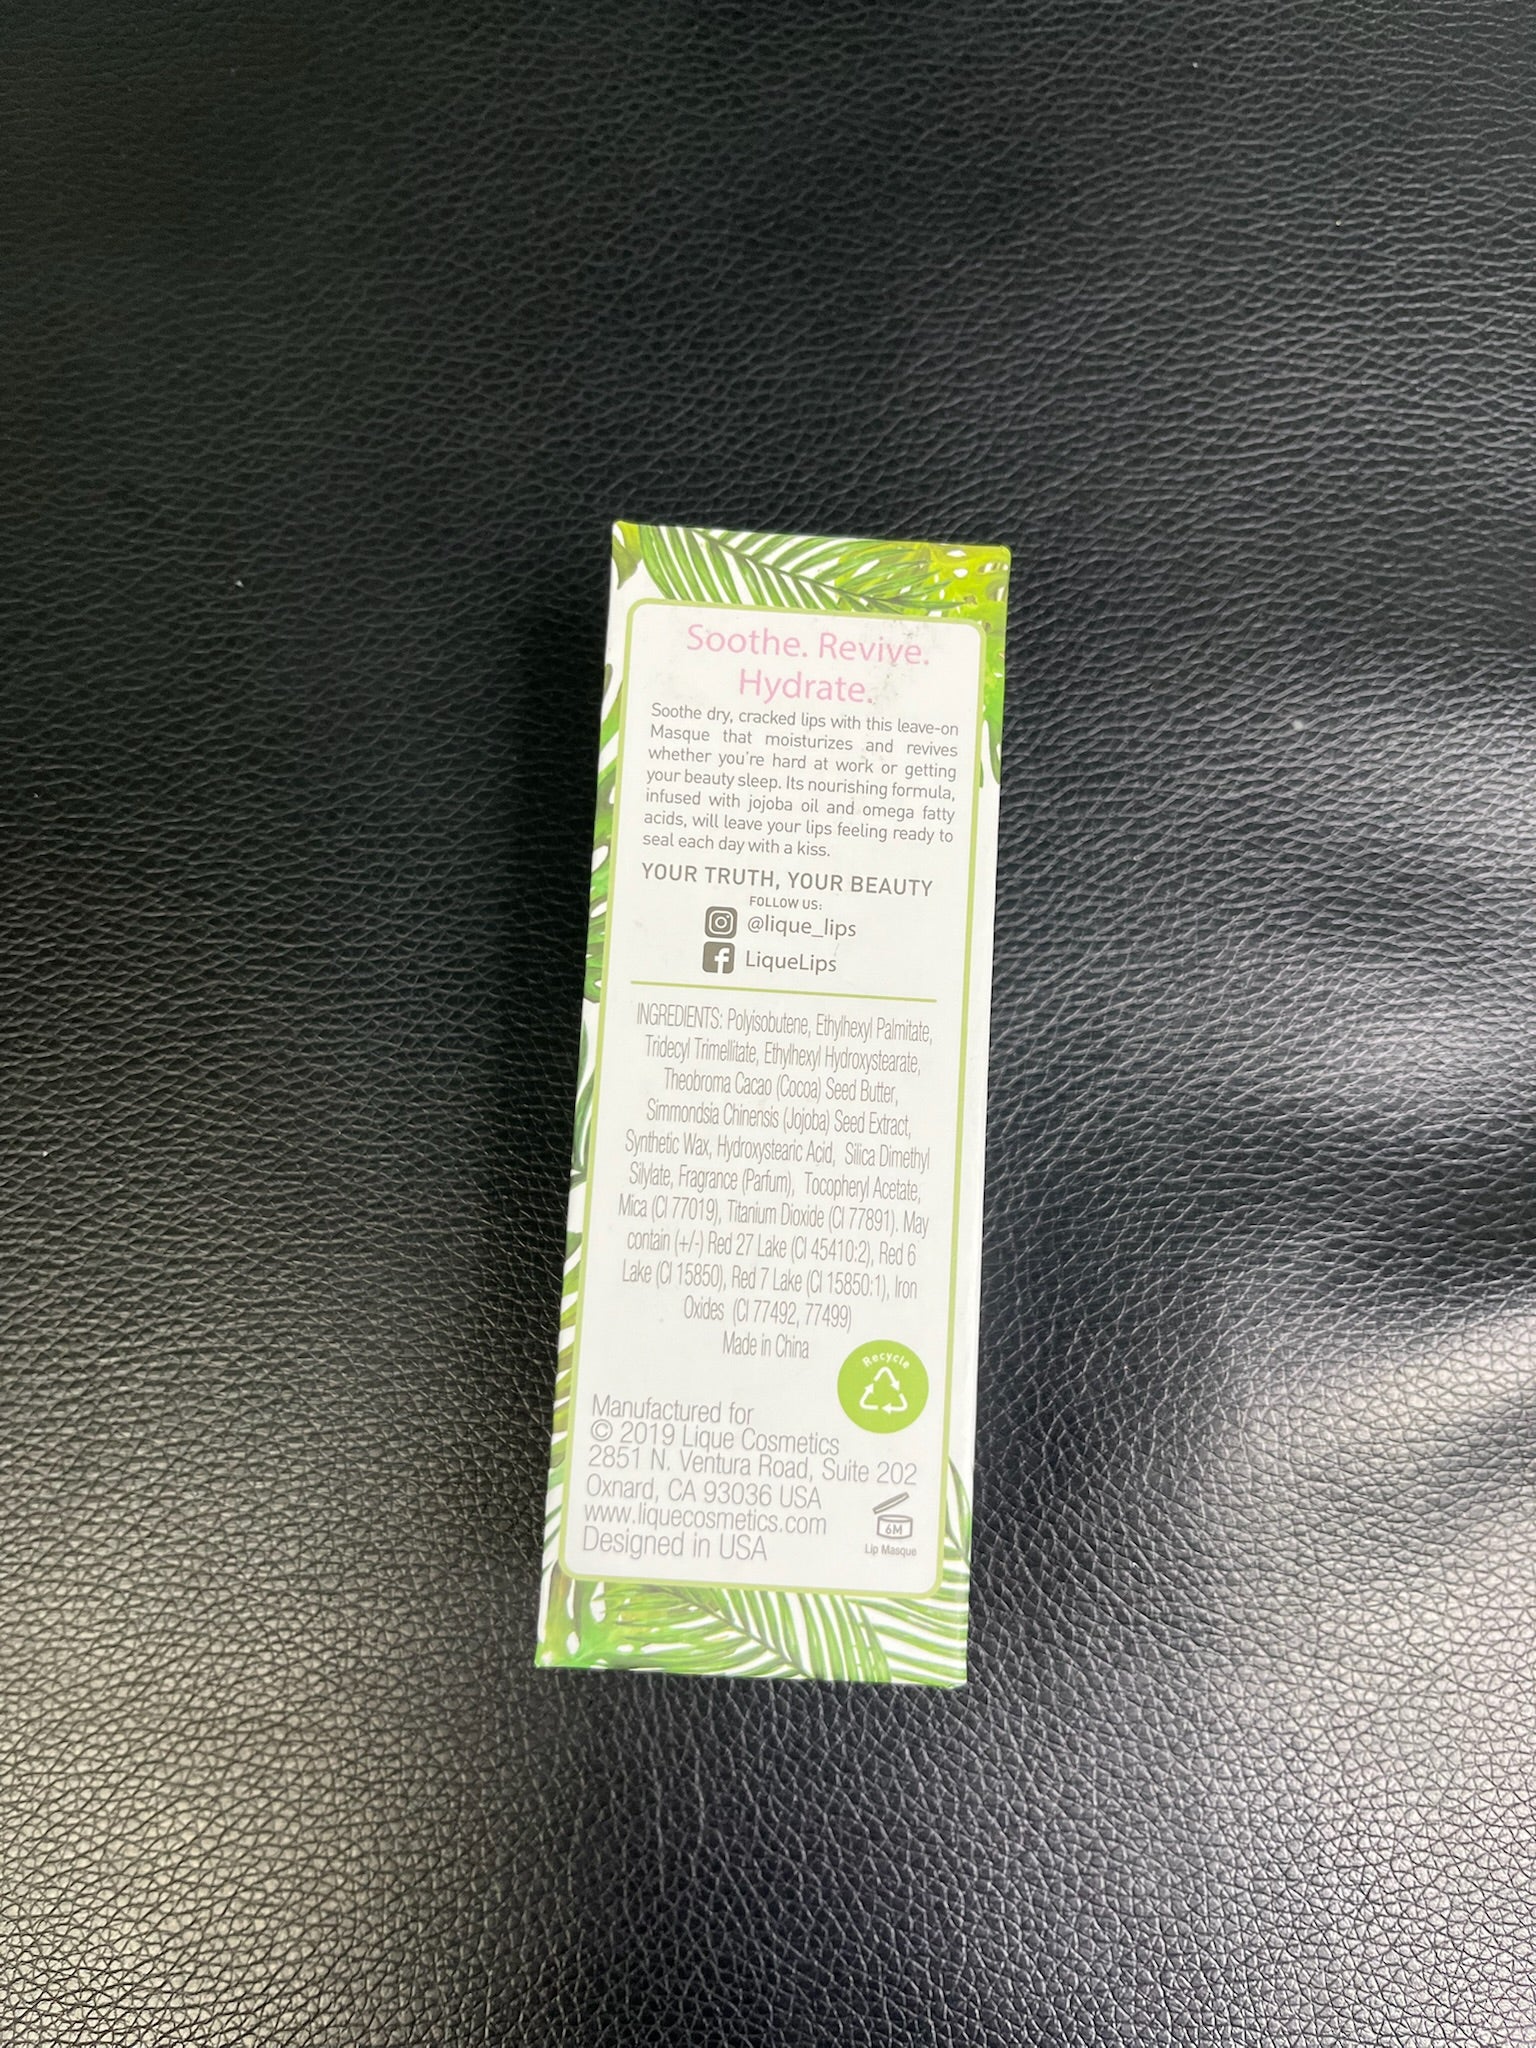 Soothe. Revive.
Hydrate.
Soothe dry, cracked lips with this leave-on
Masque that moisturizes and revives
whether you're hard at work or getting
your beauty sleep. Its nourishing formula,
infused with jojoba oil and omega fatty
acids, will leave your lips feeling ready to
seal each day with a kiss.
YOUR TRUTH, YOUR BEAUTY
FOLLOW US:
@lique_lips
LiqueLips
INGREDIENTS: Polyisobutene, Ethylhexyl Palmitate,
Tridecyl Trimellitate, Ethylhexyl Hydroxystearate,
Theobroma Cacao (Cocoa) Seed Butter,
Simmondsia Chinensis (Jojoba) Seed Extract,
Synthetic Wax, Hydroxystearic Acid, Silica Dimethyl
Silylate, Fragrance (Parfum), Tocopheryl Acetate,
Mica (CI 77019), Titanium Dioxide (CI 77891). May
contain (+/-) Red 27 Lake (CI 45410:2), Red 6
Lake (CI 15850), Red 7 Lake (CI 15850:1), Iron
Oxides (CI 77492, 77499)
Made in China
Recycle
Manufactured for
© 2019 Lique Cosmetics
2851 N. Ventura Road, Suite 202
Oxnard, CA 93036 USA
www.liquecosmetics.com
Designed in USA
6M
Lip Masque